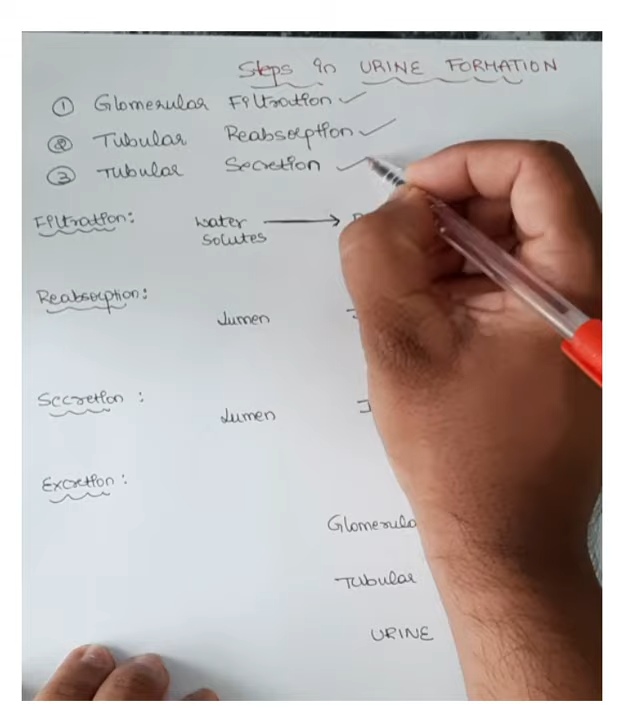 Steps in URINE FORMATION
① Glomerular Filtration ✓
② Tubular Reabsorption ✓
③ Tubular Secretion ✓
Filtration: water →
solutes
Reabsorption:
Lumen
Secretion :
Lumen
Excretion :
Glomerula
Tubular
URINE